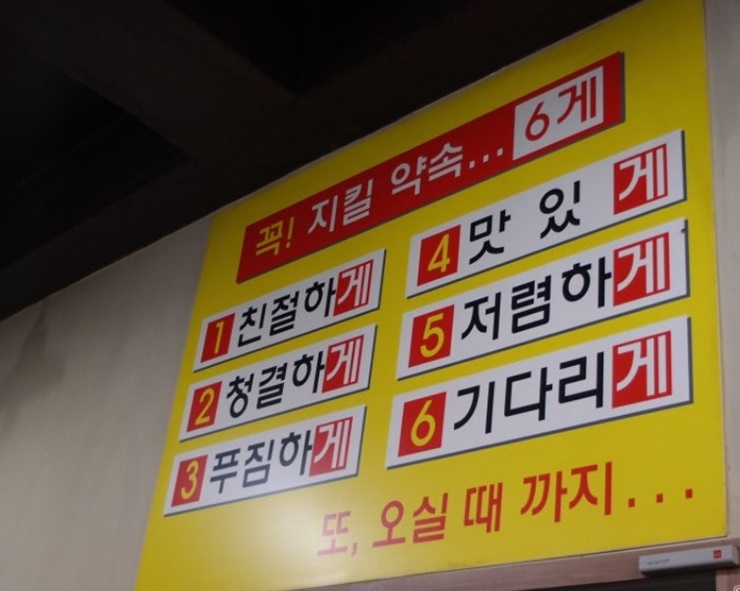 꼭! 지킬 약속... 6게
1 친절하게
2 청결하게
3 푸짐하게
4 맛 있 게
5 저렴하게
6 기다리게
또, 오실 때 까지...